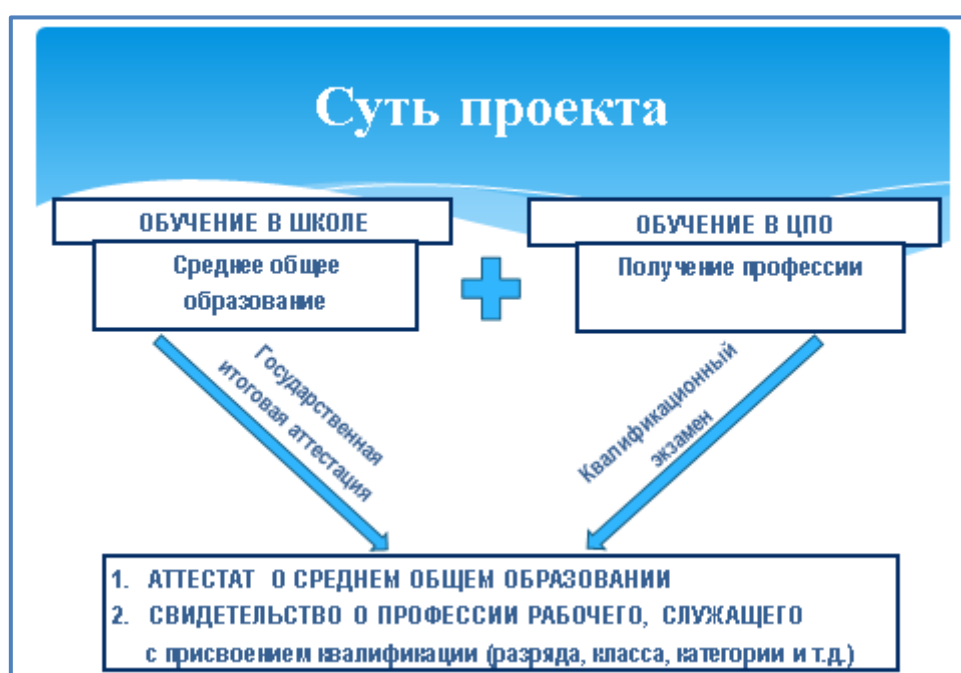 Суть проекта
ОБУЧЕНИЕ В ШКОЛЕ
Среднее общее
образование
ОБУЧЕНИЕ В ЦПО
Получение профессии
Государственная
итоговая аттестация
Квалификационный
экзамен
1. АТТЕСТАТ О СРЕДНЕМ ОБЩЕМ ОБРАЗОВАНИИ
2. СВИДЕТЕЛЬСТВО О ПРОФЕССИИ РАБОЧЕГО, СЛУЖАЩЕГО
с присвоением квалификации (разряда, класса, категории и т.д.)